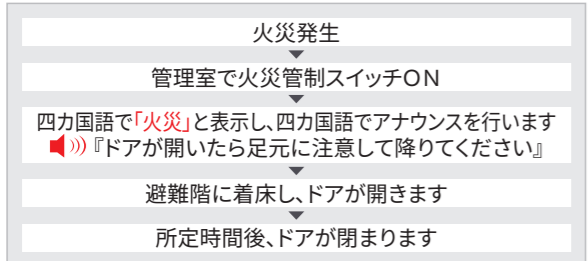 火災発生
管理室で火災管制スイッチON
四カ国語で「火災」と表示し、四カ国語でアナウンスを行います
『ドアが開いたら足元に注意して降りてください』
避難階に着床し、ドアが開きます
所定時間後、ドアが閉まります